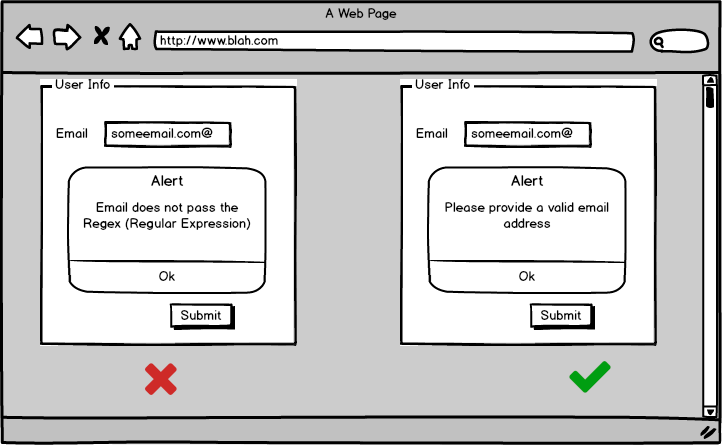 A Web Page
http://www.blah.com
User Info
Email
someemail.com@
Alert
Email does not pass the
Regex (Regular Expression)
Ok
Submit
User Info
Email
someemail.com@
Alert
Please provide a valid email
address
Ok
Submit